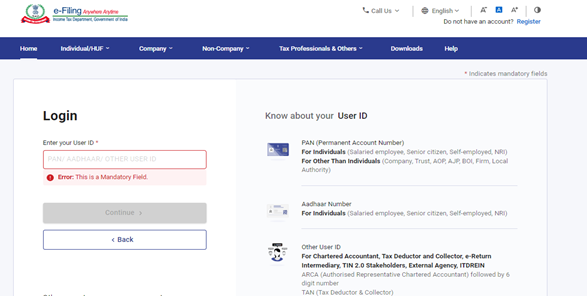 e-Filing Anywhere Anytime
Income Tax Department, Government of India
Call Us
English
A- A A+
Do not have an account? Register
Home Individual/HUF Company Non-Company Tax Professionals & Others Downloads Help
* Indicates mandatory fields
Login
Enter your User ID *
PAN/ AADHAAR/ OTHER USER ID
Error: This is a Mandatory Field.
Continue ›
‹ Back
Know about your User ID
PAN (Permanent Account Number)
For Individuals (Salaried employee, Senior citizen, Self-employed, NRI)
For Other Than Individuals (Company, Trust, AOP, AJP, BOI, Firm, Local
Authority)
Aadhaar Number
For Individuals (Salaried employee, Senior citizen, Self-employed, NRI)
Other User ID
For Chartered Accountant, Tax Deductor and Collector, e-Return
Intermediary, TIN 2.0 Stakeholders, External Agency, ITDREIN
ARCA (Authorised Representative Chartered Accountant) followed by 6
digit number
TAN (Tax Deductor & Collector)